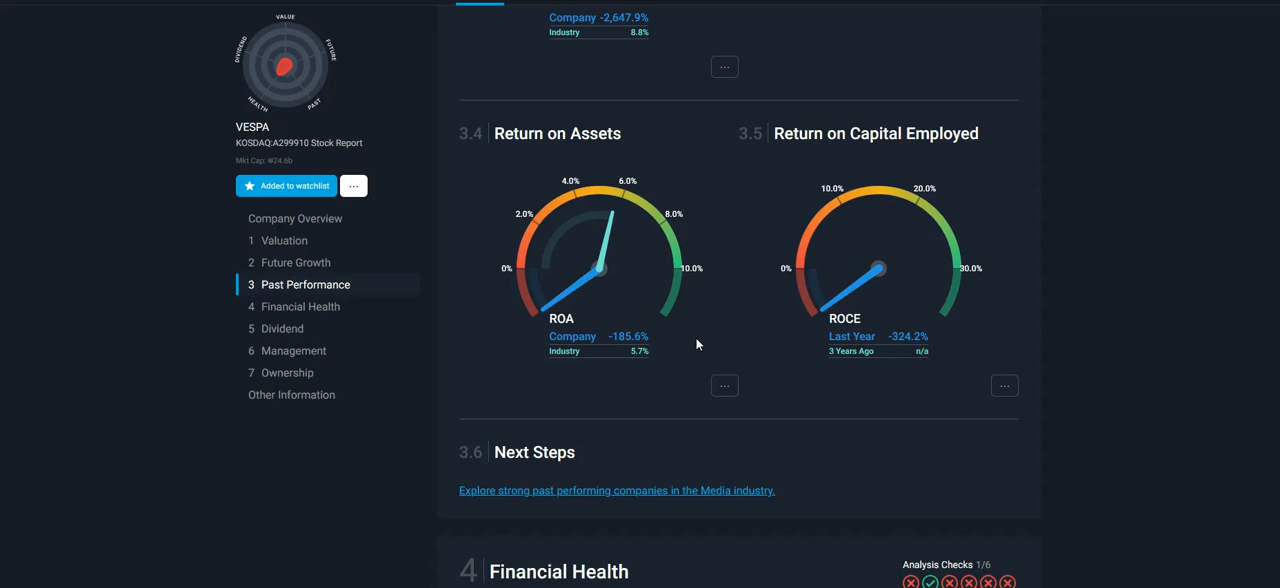 VALUE
FUTURE
PAST
HEALTH
DIVIDEND
VESPA
KOSDAQ:A299910 Stock Report
Mkt Cap: ₩24.6b
Added to watchlist
...
Company Overview
1 Valuation
2 Future Growth
3 Past Performance
4 Financial Health
5 Dividend
6 Management
7 Ownership
Other Information
Company -2,647.9%
Industry 8.8%
...
3.4 Return on Assets
0%
2.0%
4.0%
6.0%
8.0%
10.0%
ROA
Company -185.6%
Industry 5.7%
...
3.5 Return on Capital Employed
0%
10.0%
20.0%
30.0%
ROCE
Last Year -324.2%
3 Years Ago n/a
...
3.6 Next Steps
Explore strong past performing companies in the Media industry.
4 Financial Health
Analysis Checks 1/6